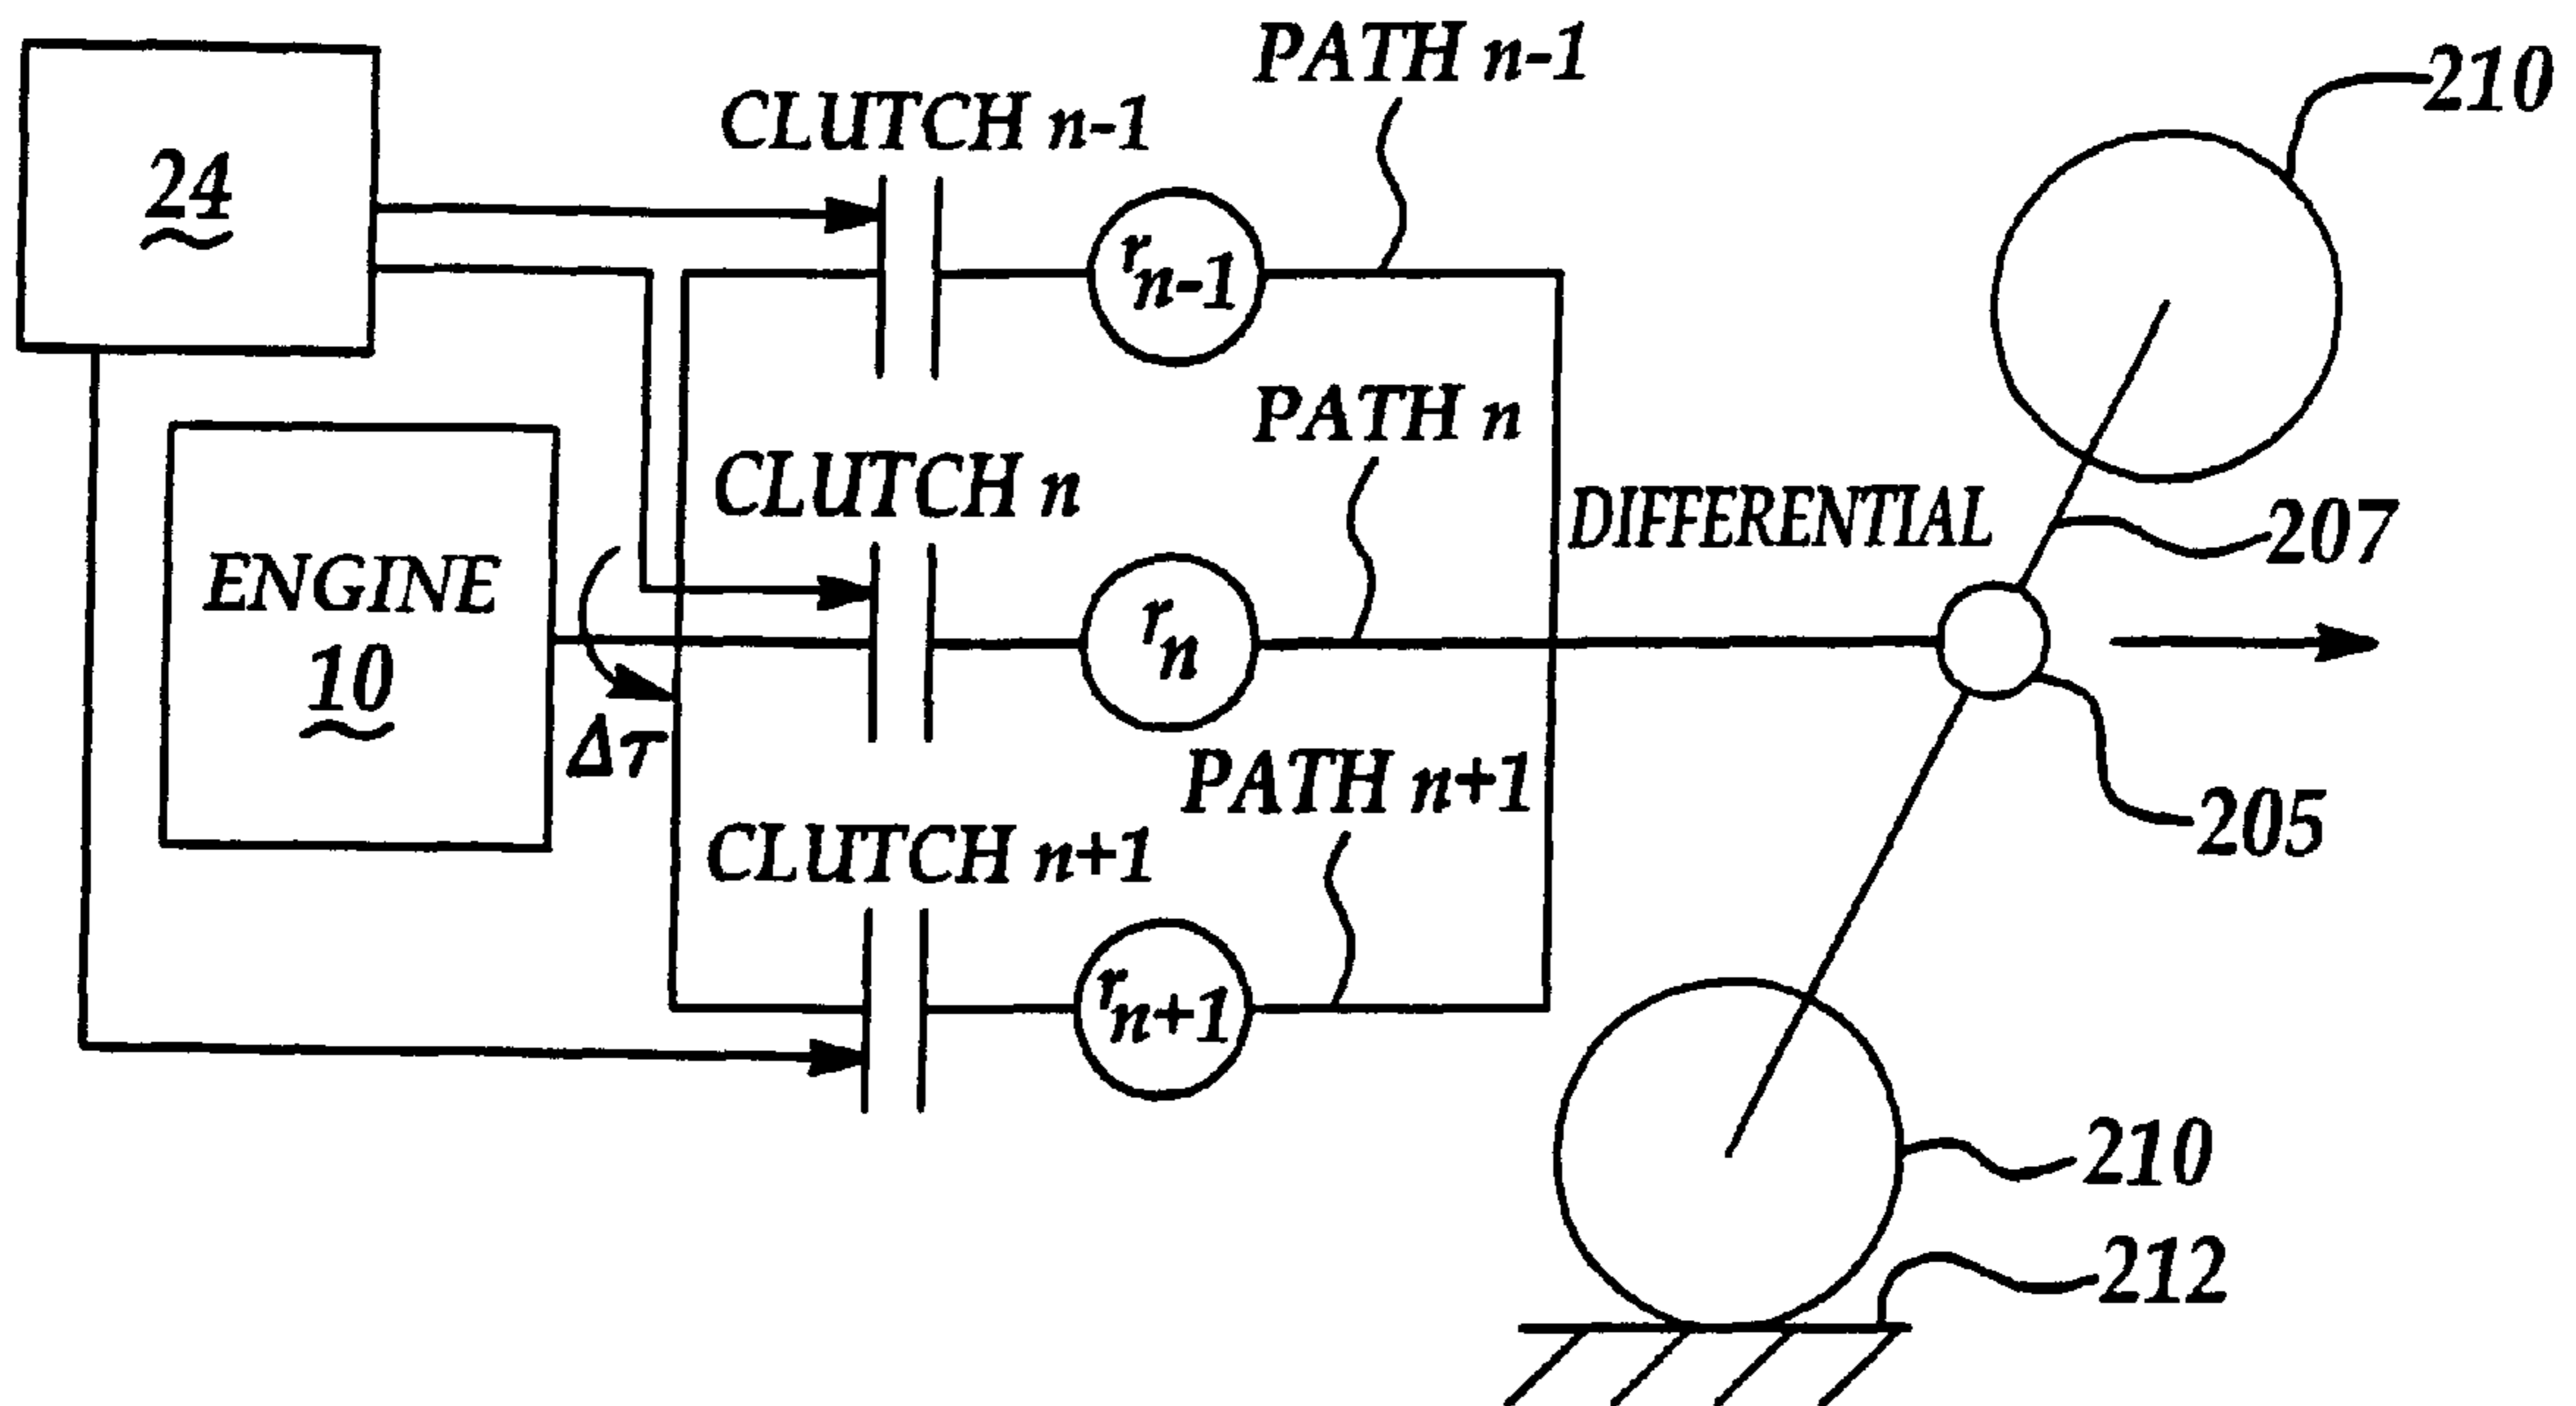 PATH n-1
210
CLUTCH n-1
24
r n-1
PATH n
CLUTCH n
DIFFERENTIAL
207
ENGINE
10
r n
Δτ
PATH n+1
205
CLUTCH n+1
r n+1
210
212